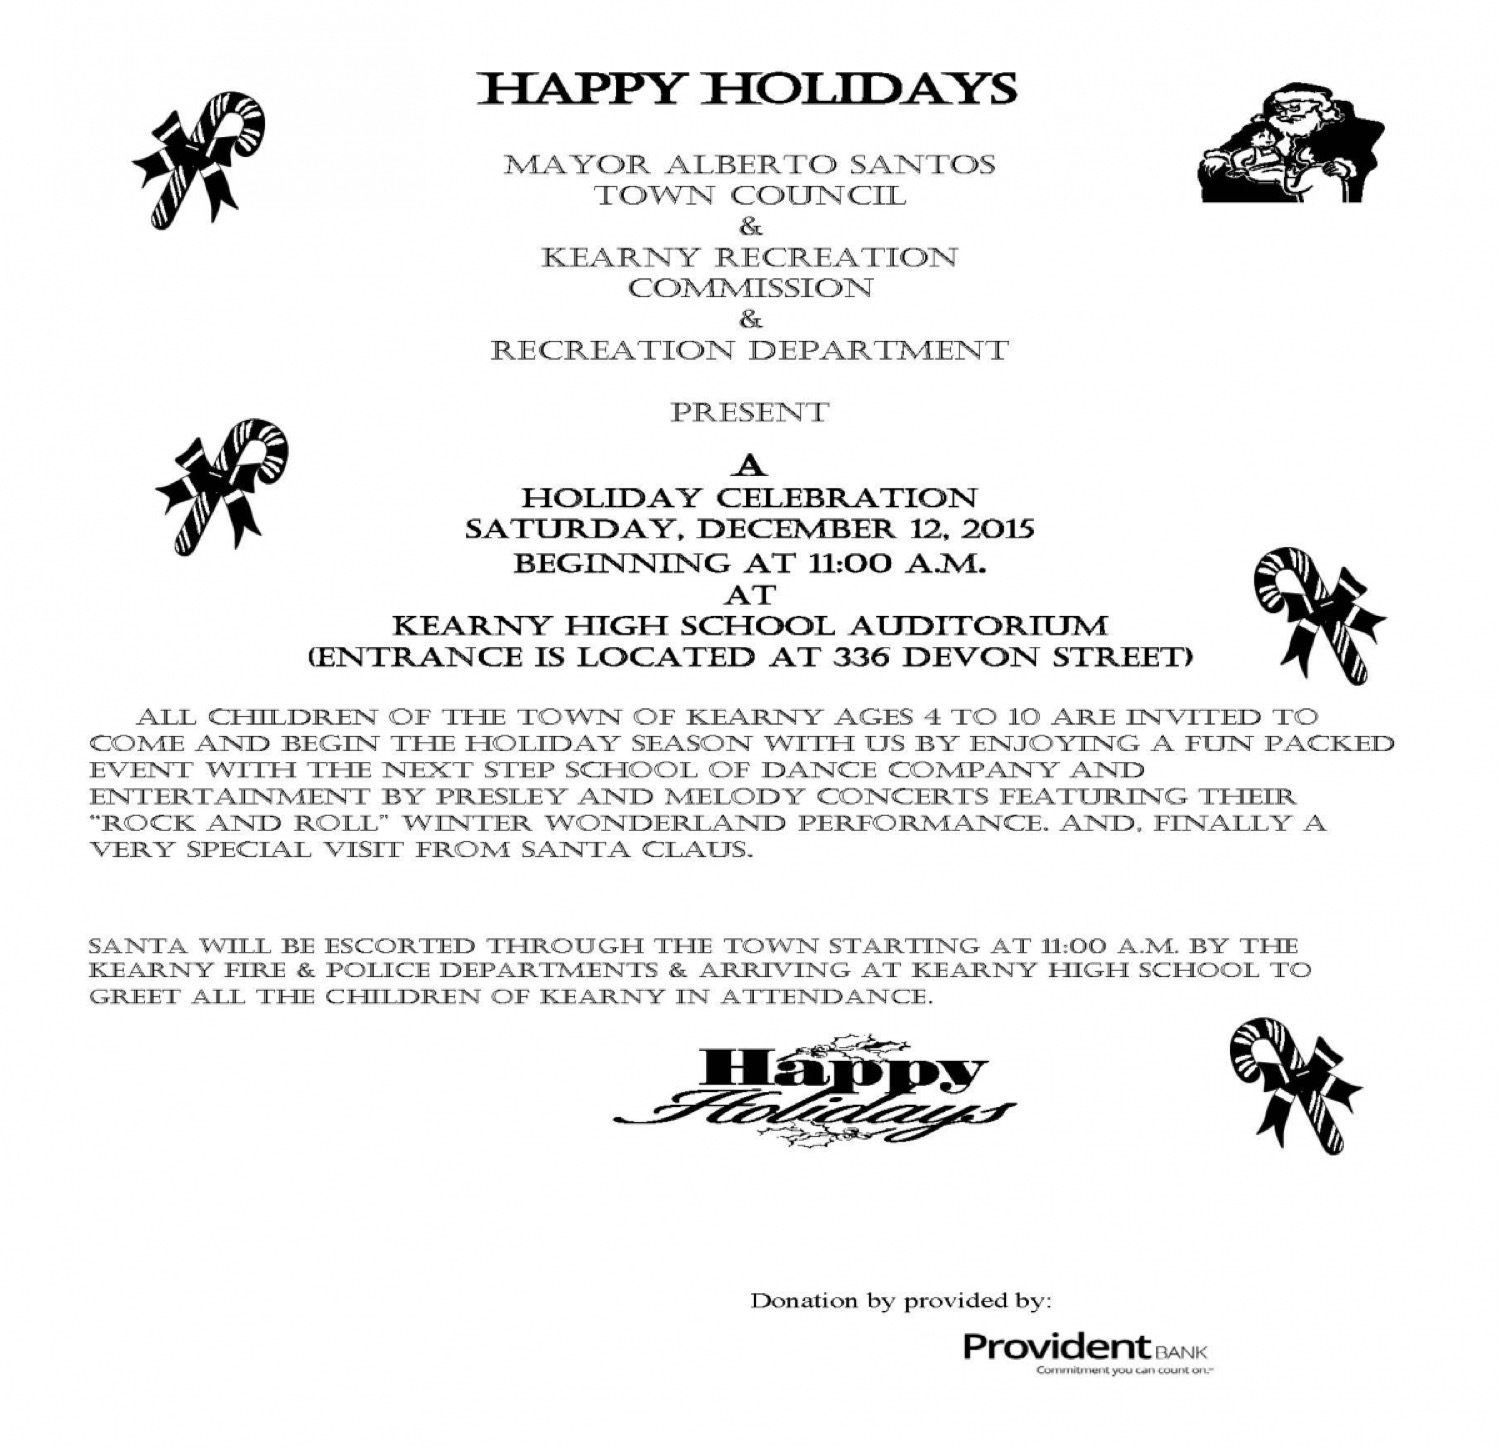 HAPPY HOLIDAYS
MAYOR ALBERTO SANTOS
TOWN COUNCIL
&
KEARNY RECREATION
COMMISSION
&
RECREATION DEPARTMENT
PRESENT
A
HOLIDAY CELEBRATION
SATURDAY, DECEMBER 12, 2015
BEGINNING AT 11:00 A.M.
AT
KEARNY HIGH SCHOOL AUDITORIUM
(ENTRANCE IS LOCATED AT 336 DEVON STREET)
ALL CHILDREN OF THE TOWN OF KEARNY AGES 4 TO 10 ARE INVITED TO
COME AND BEGIN THE HOLIDAY SEASON WITH US BY ENJOYING A FUN PACKED
EVENT WITH THE NEXT STEP SCHOOL OF DANCE COMPANY AND
ENTERTAINMENT BY PRESLEY AND MELODY CONCERTS FEATURING THEIR
"ROCK AND ROLL" WINTER WONDERLAND PERFORMANCE. AND, FINALLY A
VERY SPECIAL VISIT FROM SANTA CLAUS.
SANTA WILL BE ESCORTED THROUGH THE TOWN STARTING AT 11:00 A.M. BY THE
KEARNY FIRE & POLICE DEPARTMENTS & ARRIVING AT KEARNY HIGH SCHOOL TO
GREET ALL THE CHILDREN OF KEARNY IN ATTENDANCE.
Happy
Holidays
Donation by provided by:
Provident BANK
Commitment you can count on.℠